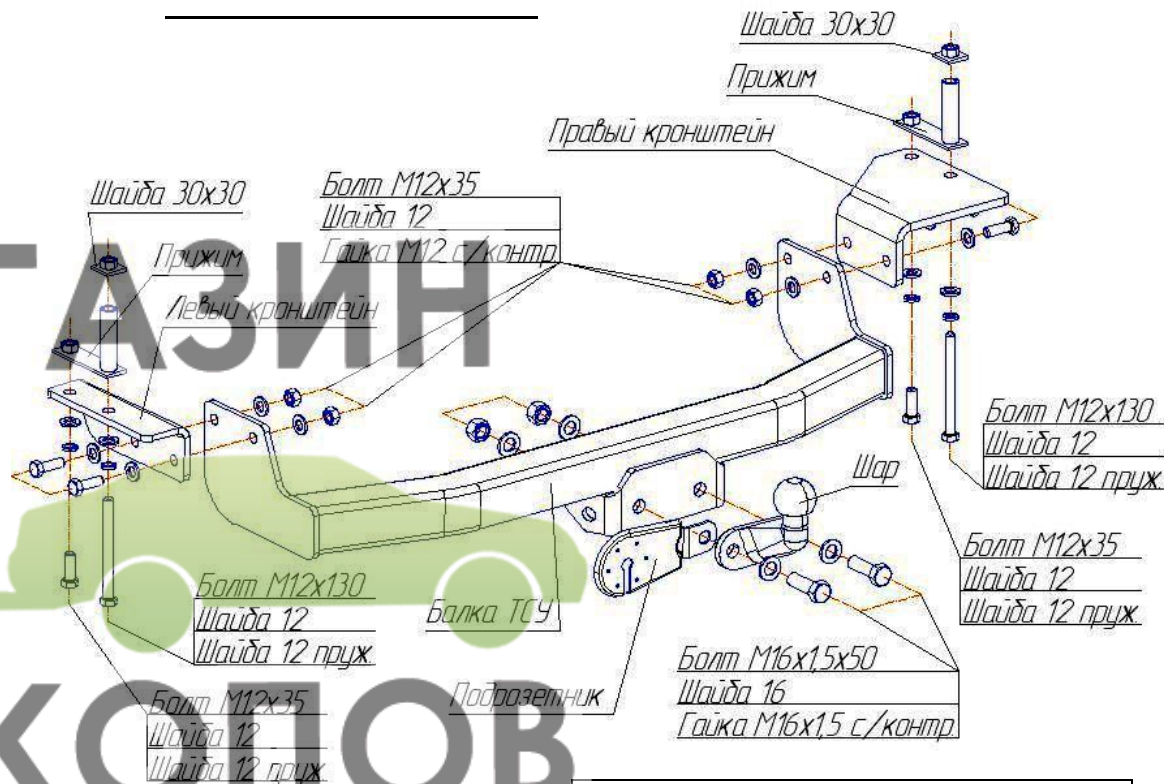 Шайба 30х30
Прижим
Правый кронштейн
Болт М12х35
Шайба 12
Гайка М12 с/контр
Шайба 30х30
Прижим
Левый кронштейн
АЗИН
Болт М12х130
Шайба 12
Шайба 12 пруж.
Шар
Болт М12х35
Шайба 12
Шайба 12 пруж.
Болт М12х130
Шайба 12
Шайба 12 пруж.
Балка ТСУ
Болт М16х1,5х50
Шайба 16
Гайка М16х1,5 с/контр.
Подрозетник
Болт М12х35
Шайба 12
Шайба 12 пруж
КОПОВ